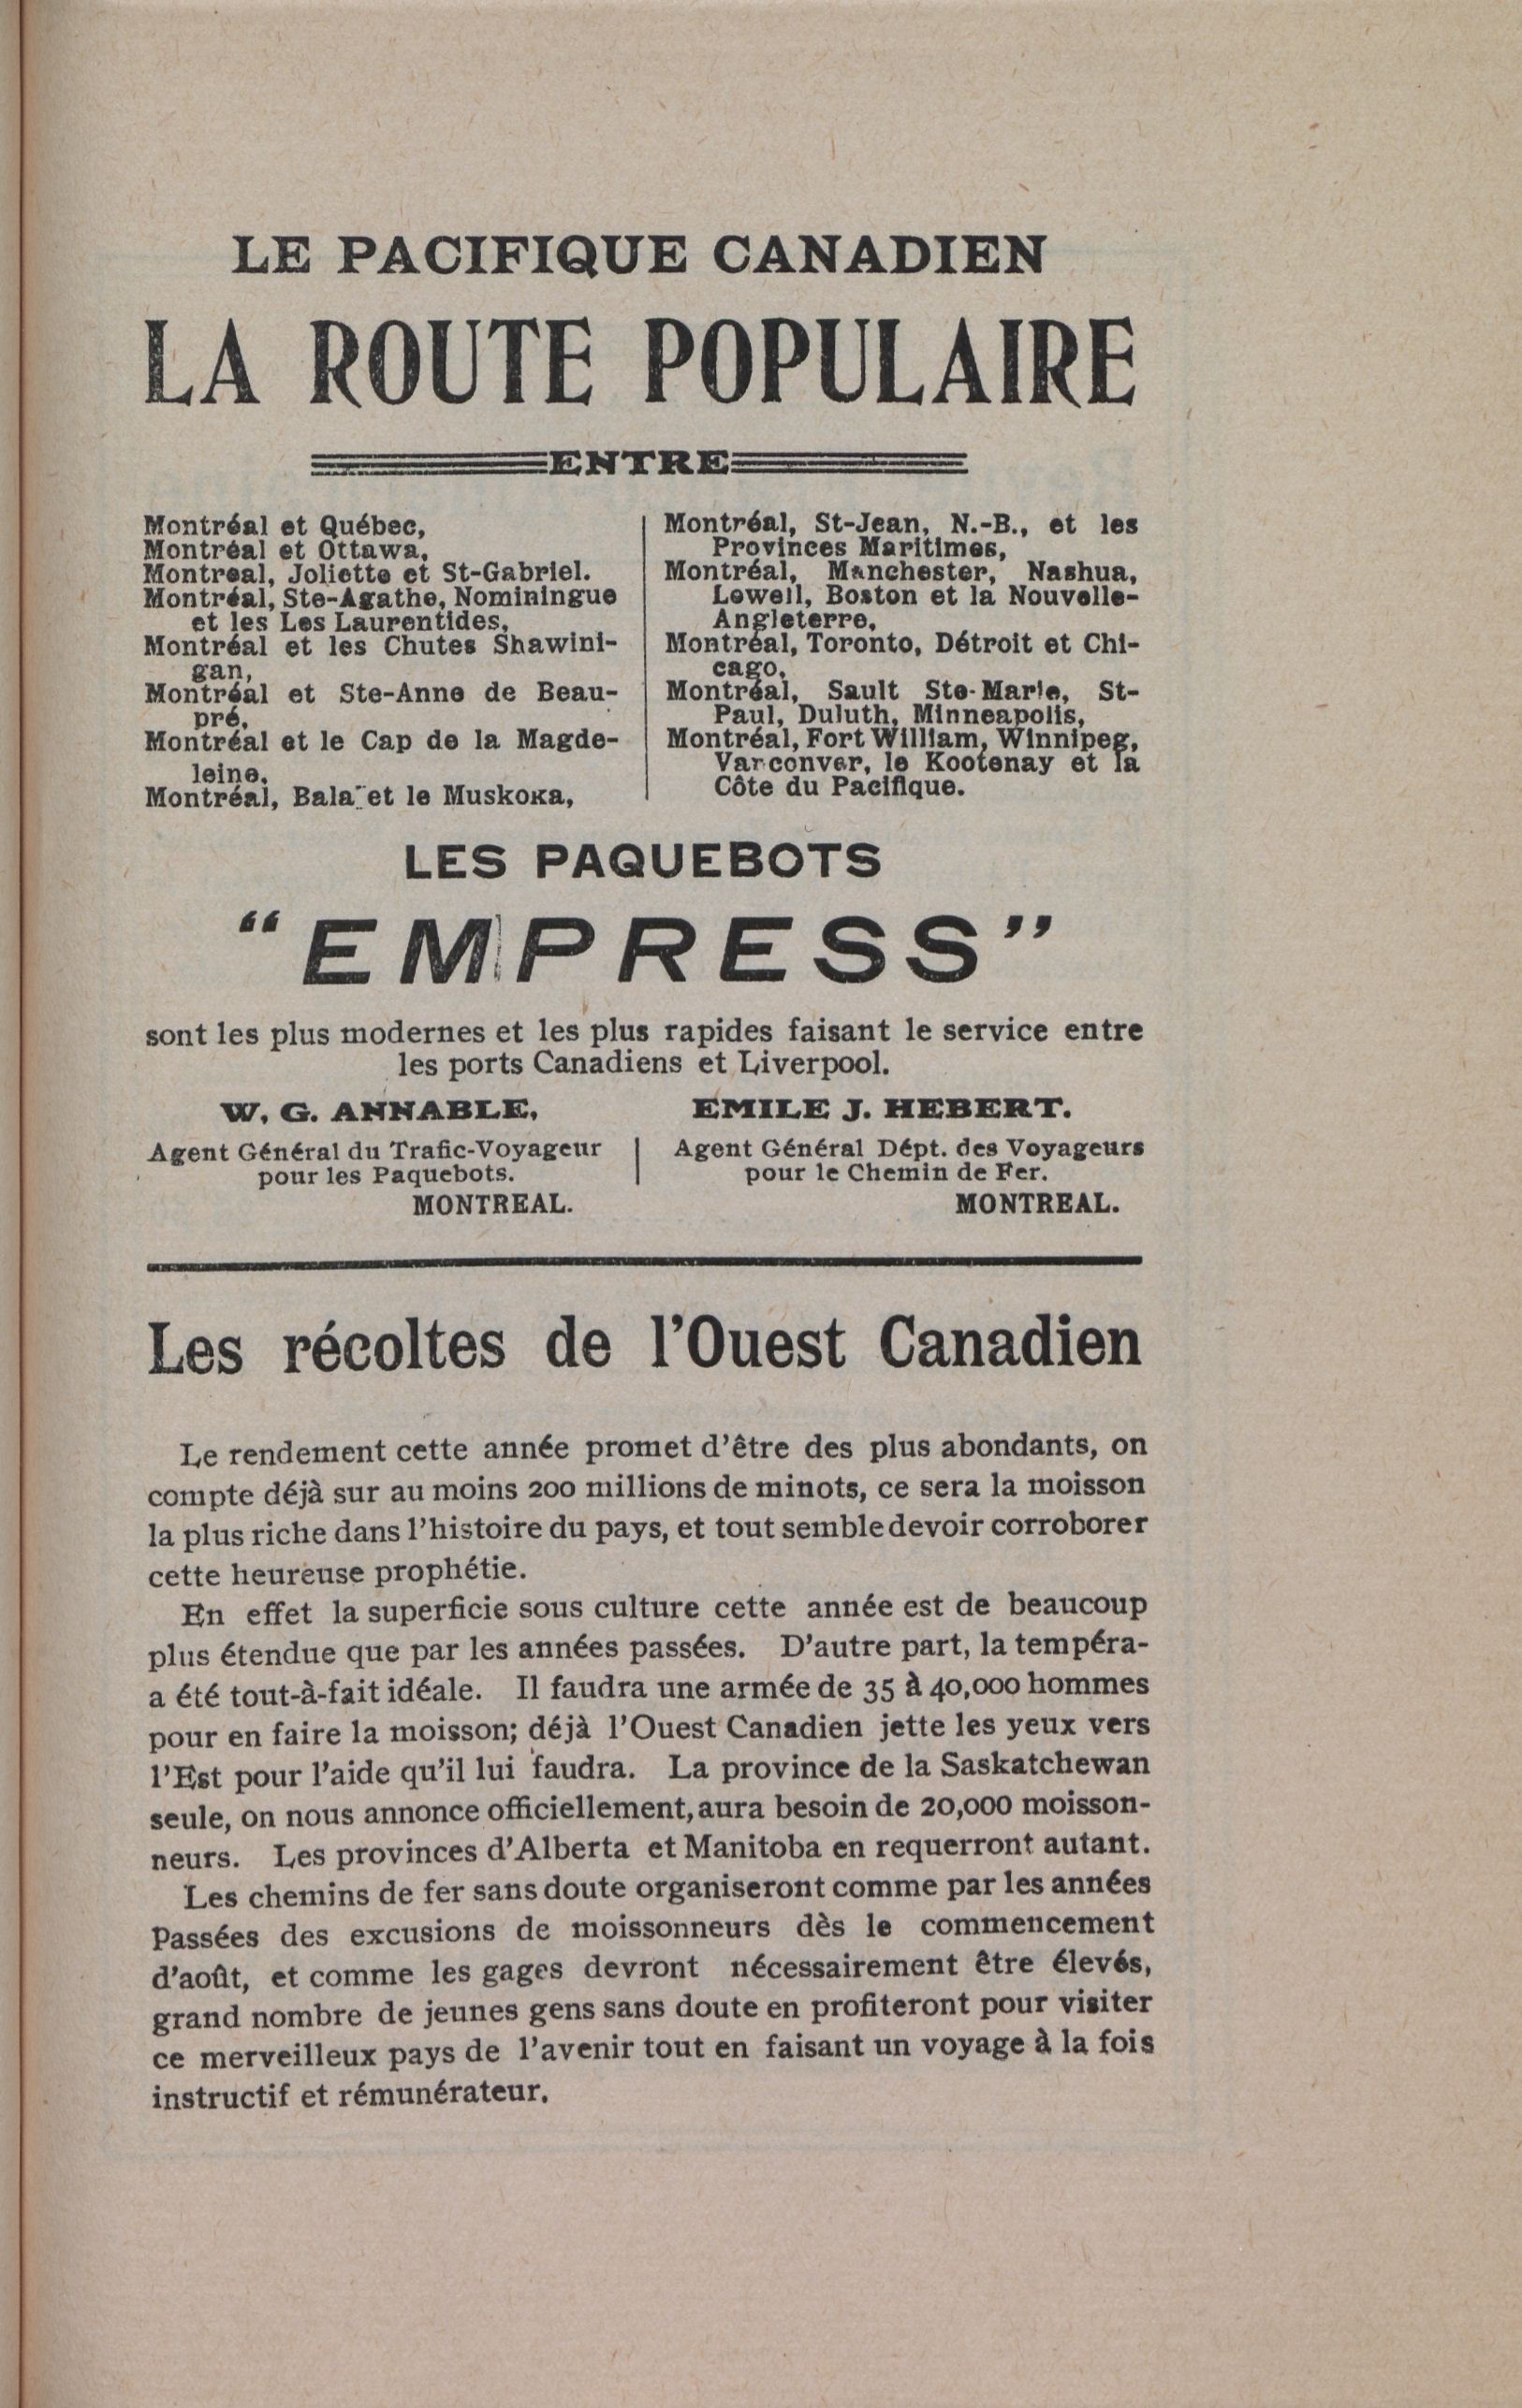 LE PACIFIQUE CANADIEN
LA ROUTE POPULAIRE
ENTRE
Montréal et Québec,
Montréal et Ottawa,
Montreal, Joliette et St-Gabriel.
Montréal, Ste-Agathe, Nominingue
et les Les Laurentides,
Montréal et les Chutes Shawini-
gan,
Montréal et Ste-Anne de Beau-
pré,
Montréal et le Cap de la Magde-
leine,
Montréal, Bala et le Muskoka,
Montréal, St-Jean, N.-B., et les
Provinces Maritimes,
Montréal, Manchester, Nashua,
Lowell, Boston et la Nouvelle-
Angleterre,
Montréal, Toronto, Détroit et Chi-
cago,
Montréal, Sault Ste-Marie, St-
Paul, Duluth, Minneapolis,
Montréal, Fort William, Winnipeg,
Varconver, le Kootenay et la
Côte du Pacifique.
LES PAQUEBOTS
“EMPRESS”
sont les plus modernes et les plus rapides faisant le service entre
les ports Canadiens et Liverpool.
W. G. ANNABLE,
Agent Général du Trafic-Voyageur
pour les Paquebots.
MONTREAL.
EMILE J. HEBERT.
Agent Général Dépt. des Voyageurs
pour le Chemin de Fer.
MONTREAL.
Les récoltes de l'Ouest Canadien
Le rendement cette année promet d'être des plus abondants, on
compte déjà sur au moins 200 millions de minots, ce sera la moisson
la plus riche dans l'histoire du pays, et tout semble devoir corroborer
cette heureuse prophétie.
En effet la superficie sous culture cette année est de beaucoup
plus étendue que par les années passées. D'autre part, la tempéra-
a été tout-à-fait idéale. Il faudra une armée de 35 à 40,000 hommes
pour en faire la moisson; déjà l'Ouest Canadien jette les yeux vers
l'Est pour l'aide qu'il lui faudra. La province de la Saskatchewan
seule, on nous annonce officiellement, aura besoin de 20,000 moisson-
neurs. Les provinces d'Alberta et Manitoba en requerront autant.
Les chemins de fer sans doute organiseront comme par les années
Passées des excusions de moissonneurs dès le commencement
d'août, et comme les gages devront nécessairement être élevés,
grand nombre de jeunes gens sans doute en profiteront pour visiter
ce merveilleux pays de l'avenir tout en faisant un voyage à la fois
instructif et rémunérateur.